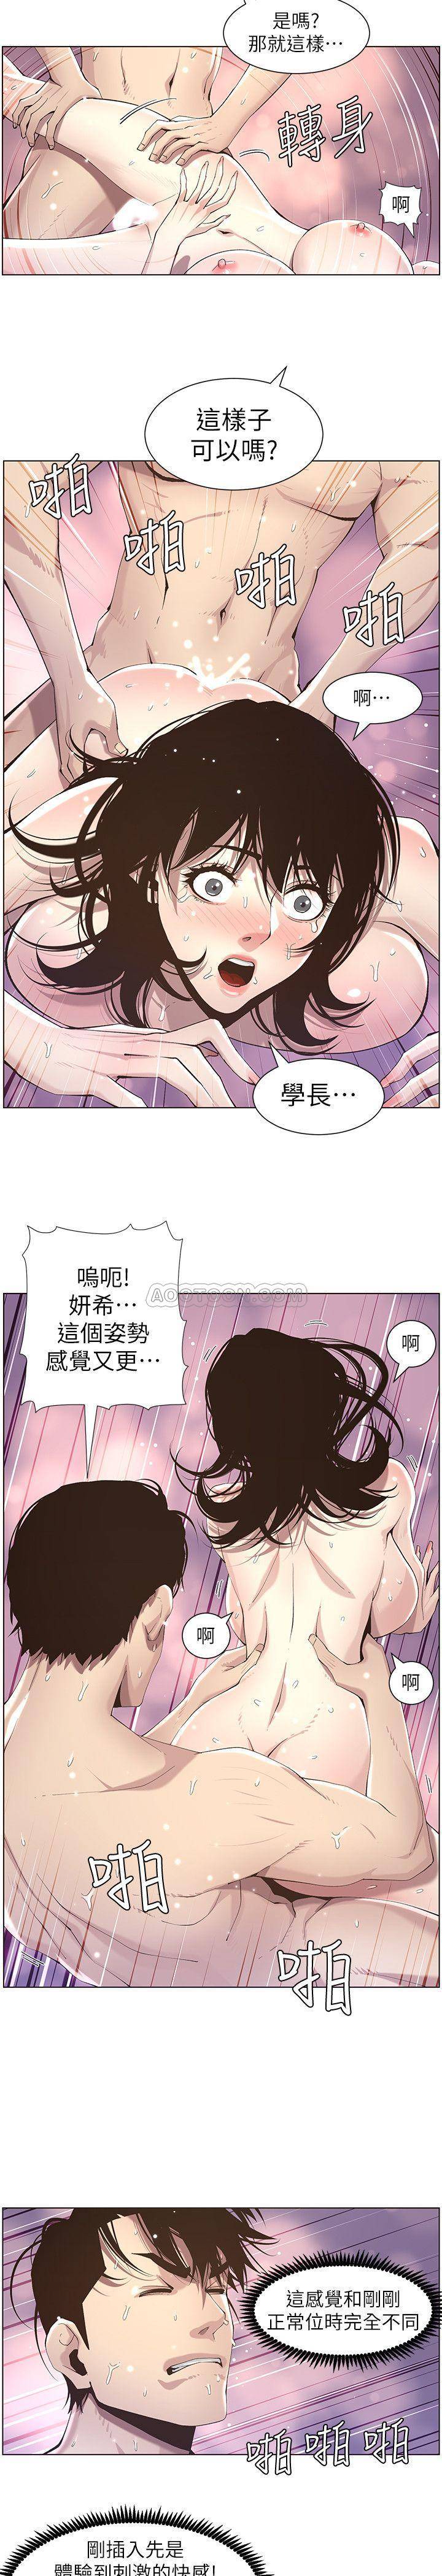 是嗎?
那就這樣⋯
轉身
啊
這樣子
可以嗎?
啪
啪
啪
啪
啊⋯
學長⋯
嗚呃!
妍希⋯
這個姿勢
感覺又更⋯
啊
啊
啊
啪
啪
這感覺和剛剛
正常位時完全不同
啪 啪 啪
剛插入先是
體驗到刺激的快感!